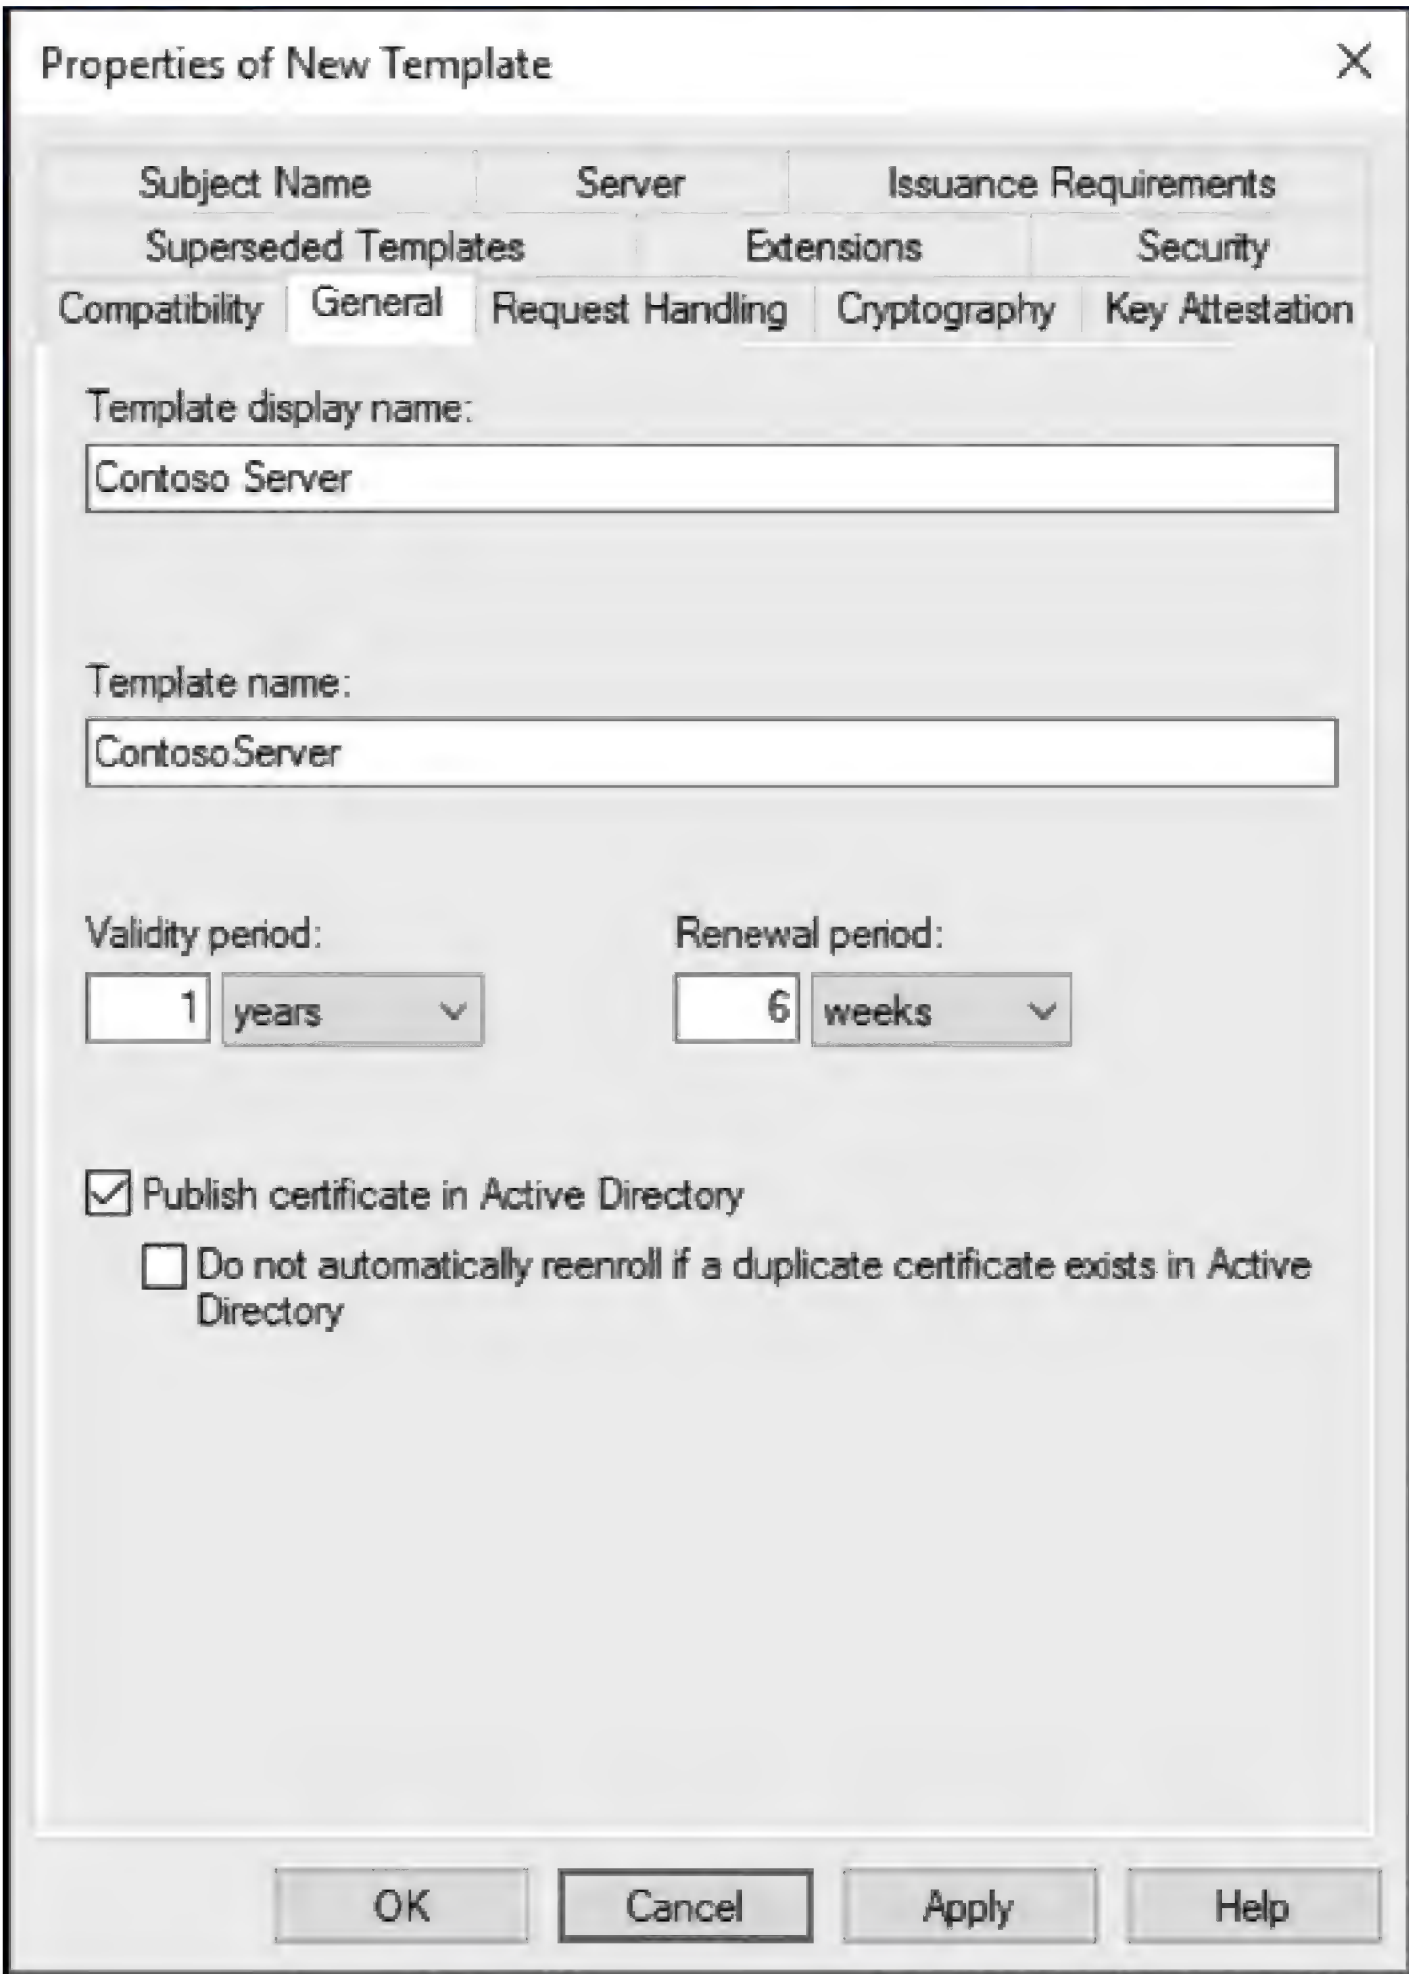 Properties of New Template
Subject Name Server Issuance Requirements
Superseded Templates Extensions Security
Compatibility General Request Handling Cryptography Key Attestation
Template display name:
Contoso Server
Template name:
ContosoServer
Validity period: Renewal period:
1 years 6 weeks
Publish certificate in Active Directory
Do not automatically reenroll if a duplicate certificate exists in Active
Directory
OK Cancel Apply Help